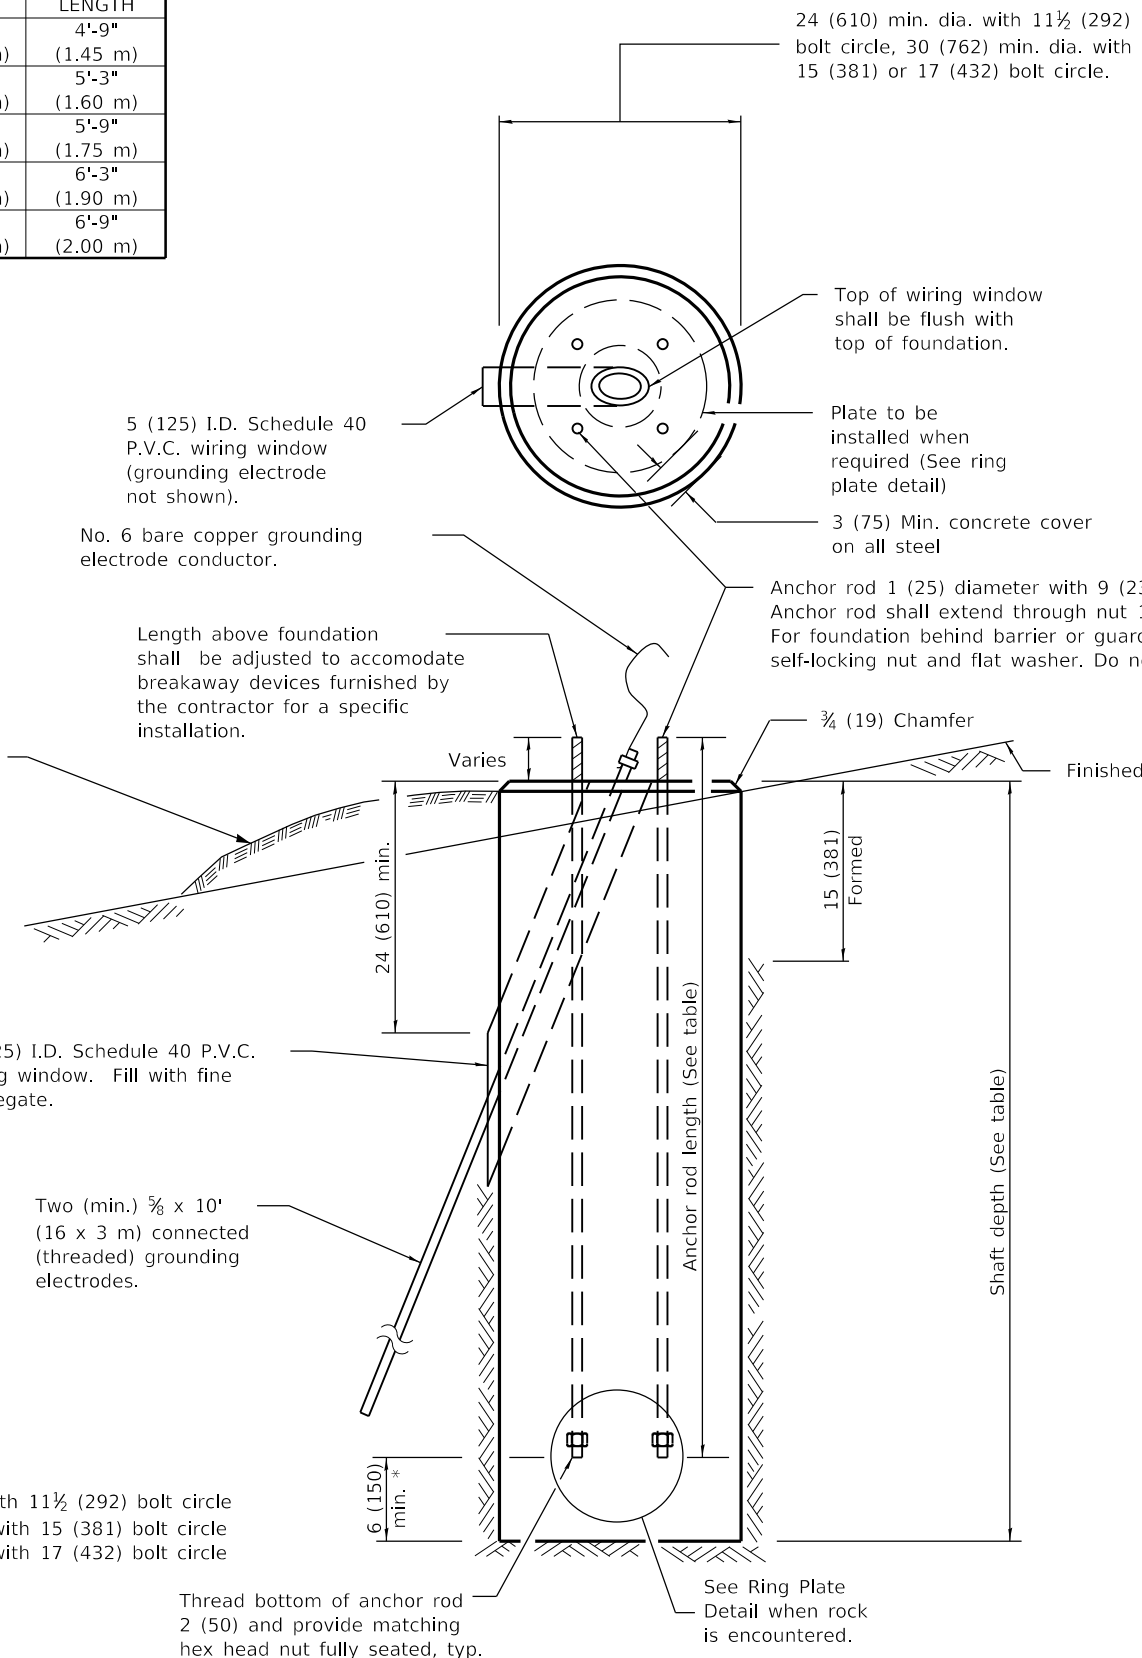 LENGTH
4'-9"
(1.45 m)
5'-3"
(1.60 m)
5'-9"
(1.75 m)
6'-3"
(1.90 m)
6'-9"
(2.00 m)
24 (610) min. dia. with 11½ (292)
bolt circle, 30 (762) min. dia. with
15 (381) or 17 (432) bolt circle.
Top of wiring window
shall be flush with
top of foundation.
5 (125) I.D. Schedule 40
P.V.C. wiring window
(grounding electrode
not shown).
Plate to be
installed when
required (See ring
plate detail)
3 (75) Min. concrete cover
on all steel
No. 6 bare copper grounding
electrode conductor.
Anchor rod 1 (25) diameter with 9
Anchor rod shall extend through nut
For foundation behind barrier or
self-locking nut and flat washer. Do
Length above foundation
shall be adjusted to accomodate
breakaway devices furnished by
the contractor for a specific
installation.
¾ (19) Chamfer
Varies
Finished
24 (610) min.
15 (381)
Formed
I.D. Schedule 40 P.V.C.
window. Fill with fine
Anchor rod length (See table)
Shaft depth (See table)
Two (min.) ⅝ x 10'
(16 x 3 m) connected
(threaded) grounding
electrodes.
6 (150)
min. *
11½ (292) bolt circle
with 15 (381) bolt circle
with 17 (432) bolt circle
Thread bottom of anchor rod
2 (50) and provide matching
hex head nut fully seated, typ.
See Ring Plate
Detail when rock
is encountered.